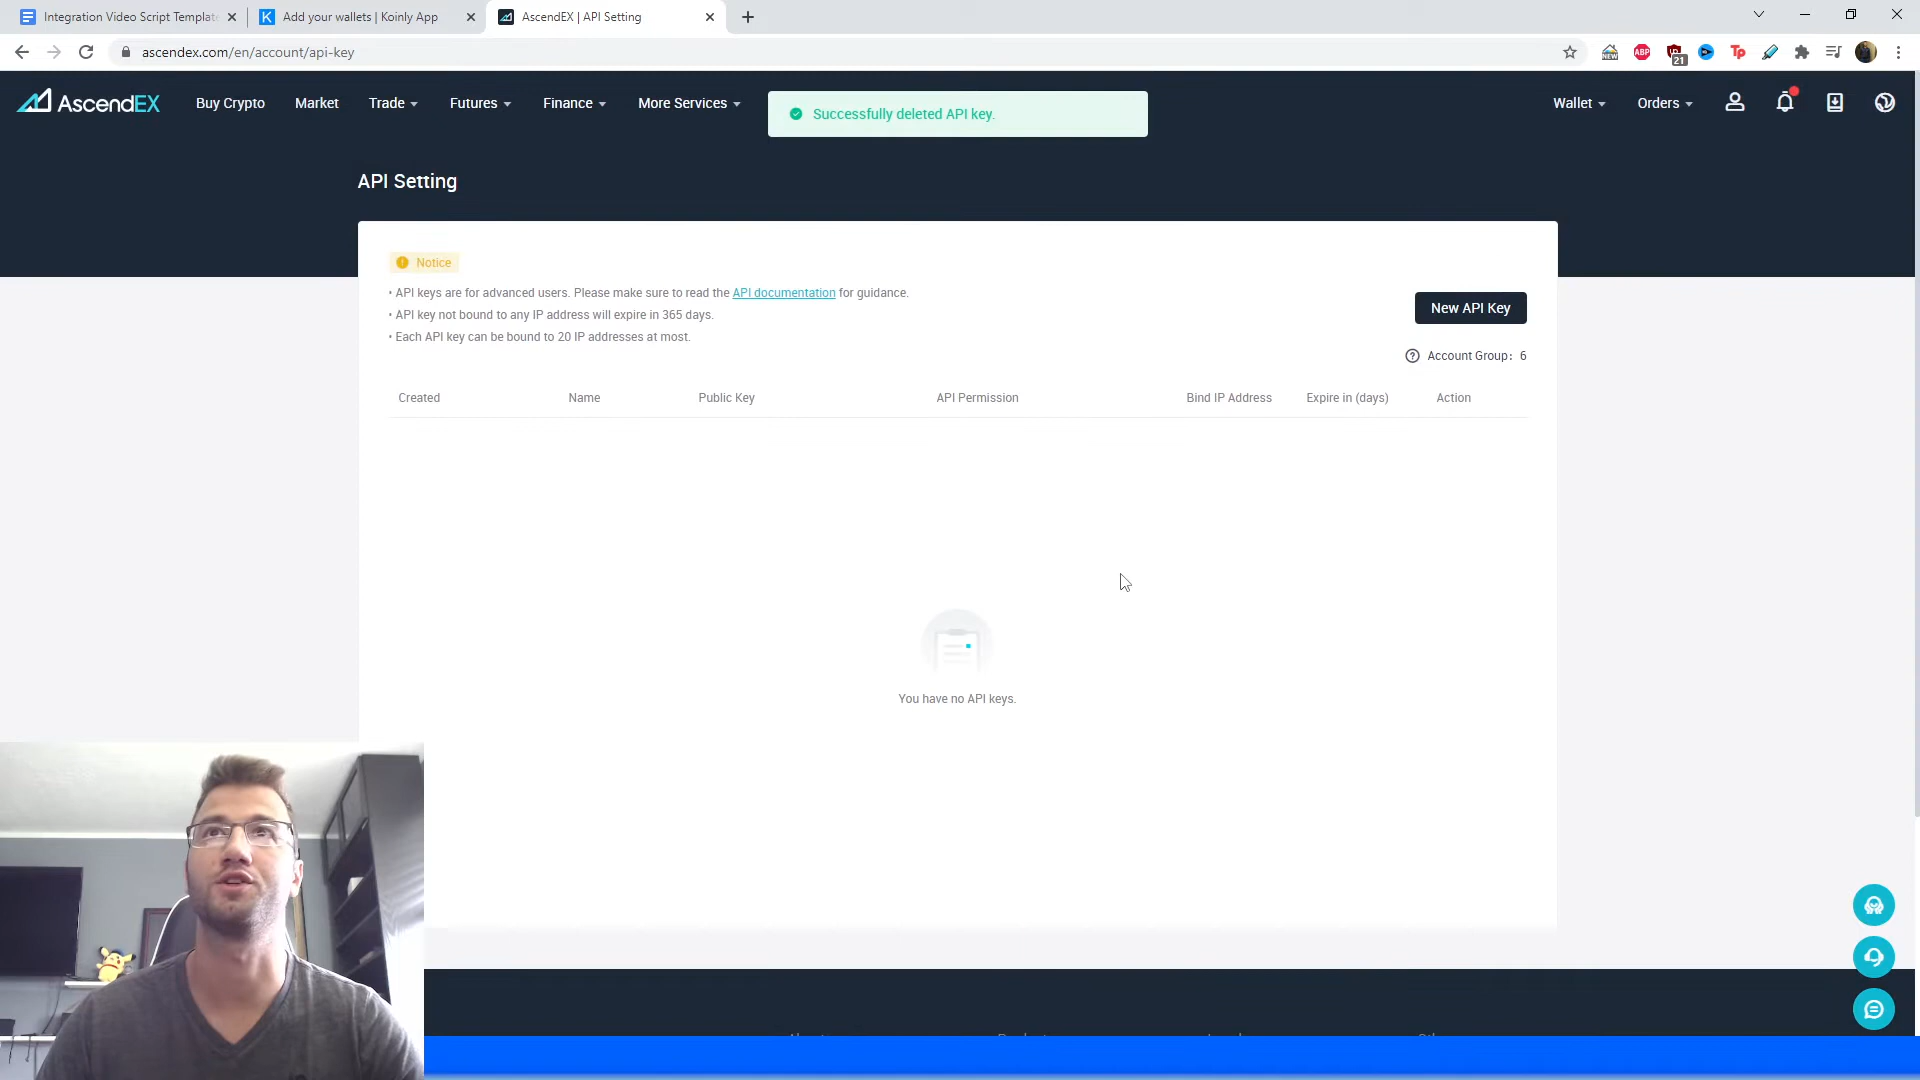 Integration Video Script Template
Add your wallets | Koinly App
AscendEX | API Setting
ascendex.com/en/account/api-key
NEW
ABP
21
Tp
AscendEX
Buy Crypto
Market
Trade
Futures
Finance
More Services
Successfully deleted API key.
Wallet
Orders
API Setting
Notice
• API keys are for advanced users. Please make sure to read the API documentation for guidance.
• API key not bound to any IP address will expire in 365 days.
• Each API key can be bound to 20 IP addresses at most.
New API Key
Account Group: 6
Created
Name
Public Key
API Permission
Bind IP Address
Expire in (days)
Action
You have no API keys.